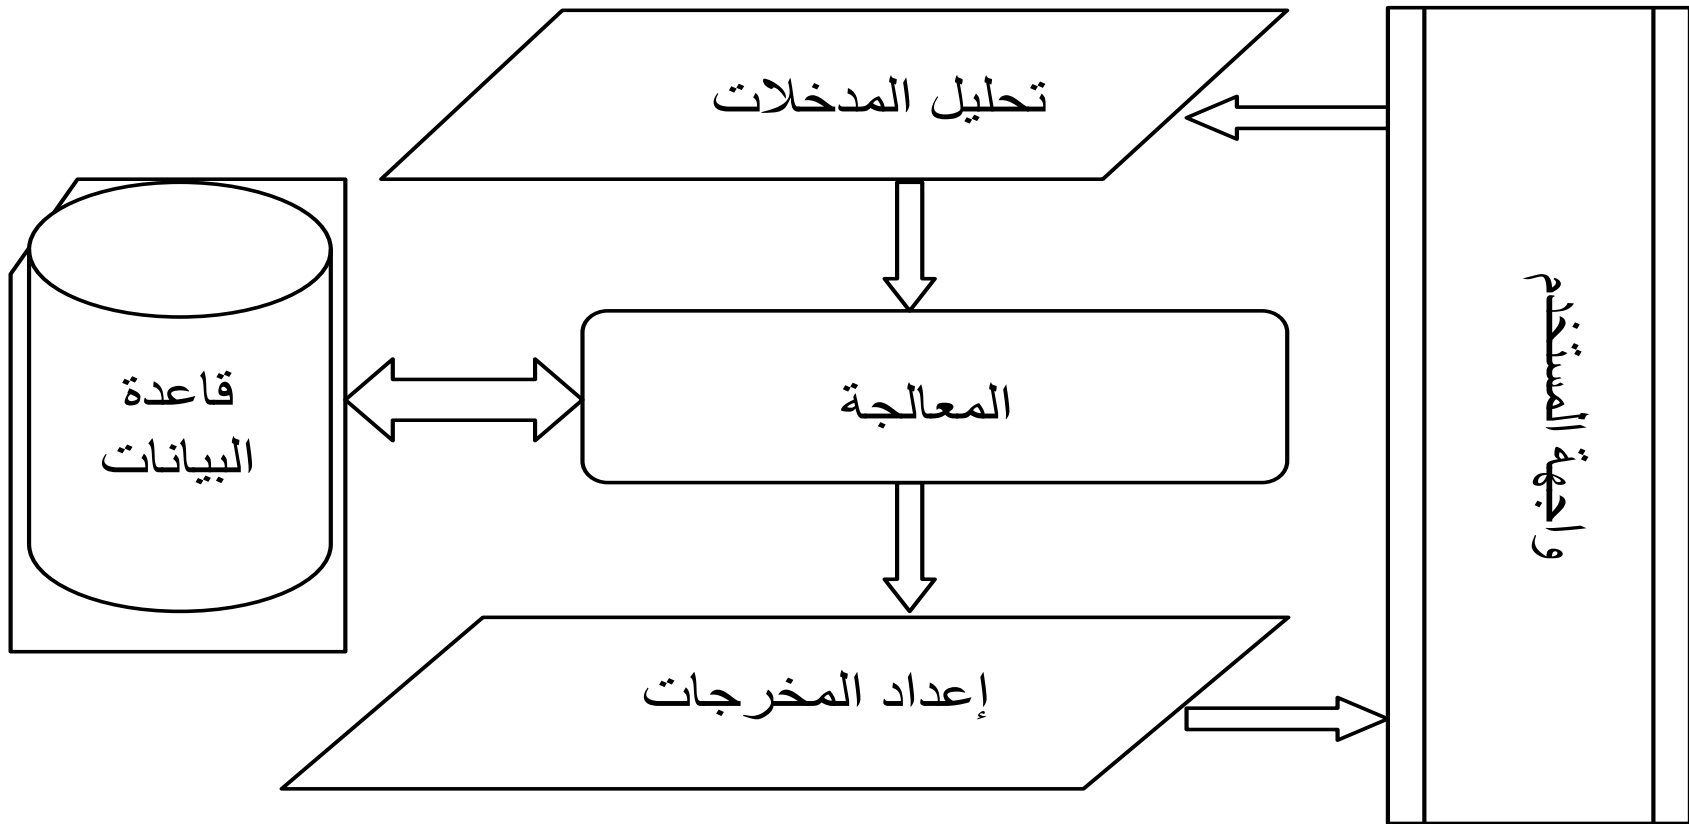 تحليل المدخلات
واجهة المستخدم
المعالجة
قاعدة
البيانات
إعداد المخرجات